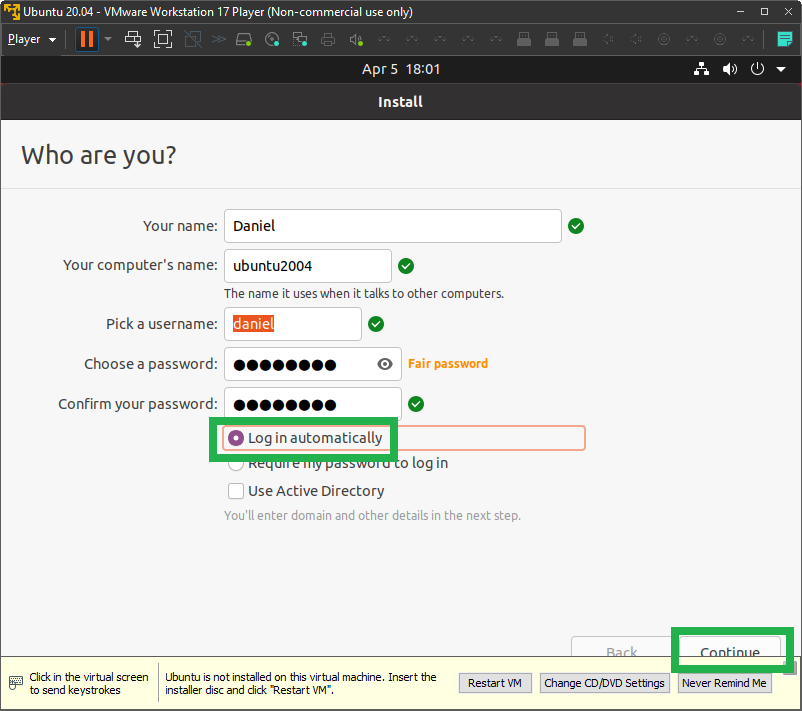 Ubuntu 20.04 - VMware Workstation 17 Player (Non-commercial use only)
Player
Apr 5 18:01
Install
Who are you?
Your name: Daniel
Your computer's name: ubuntu2004
The name it uses when it talks to other computers.
Pick a username: daniel
Choose a password: Fair password
Confirm your password:
Log in automatically
Require my password to log in
Use Active Directory
You'll enter domain and other details in the next step.
Back Continue
Click in the virtual screen
to send keystrokes
Ubuntu is not installed on this virtual machine. Insert the
installer disc and click "Restart VM".
Restart VM Change CD/DVD Settings Never Remind Me